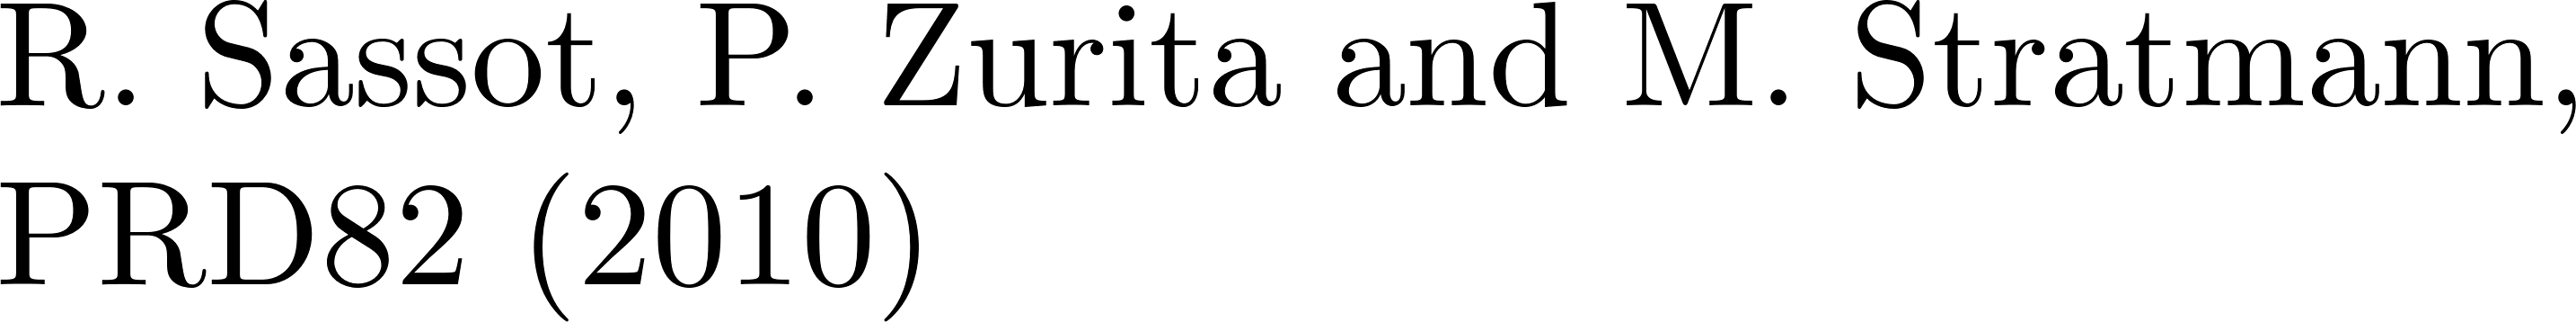 R. Sassot, P. Zurita and M. Stratmann,
PRD82 (2010)